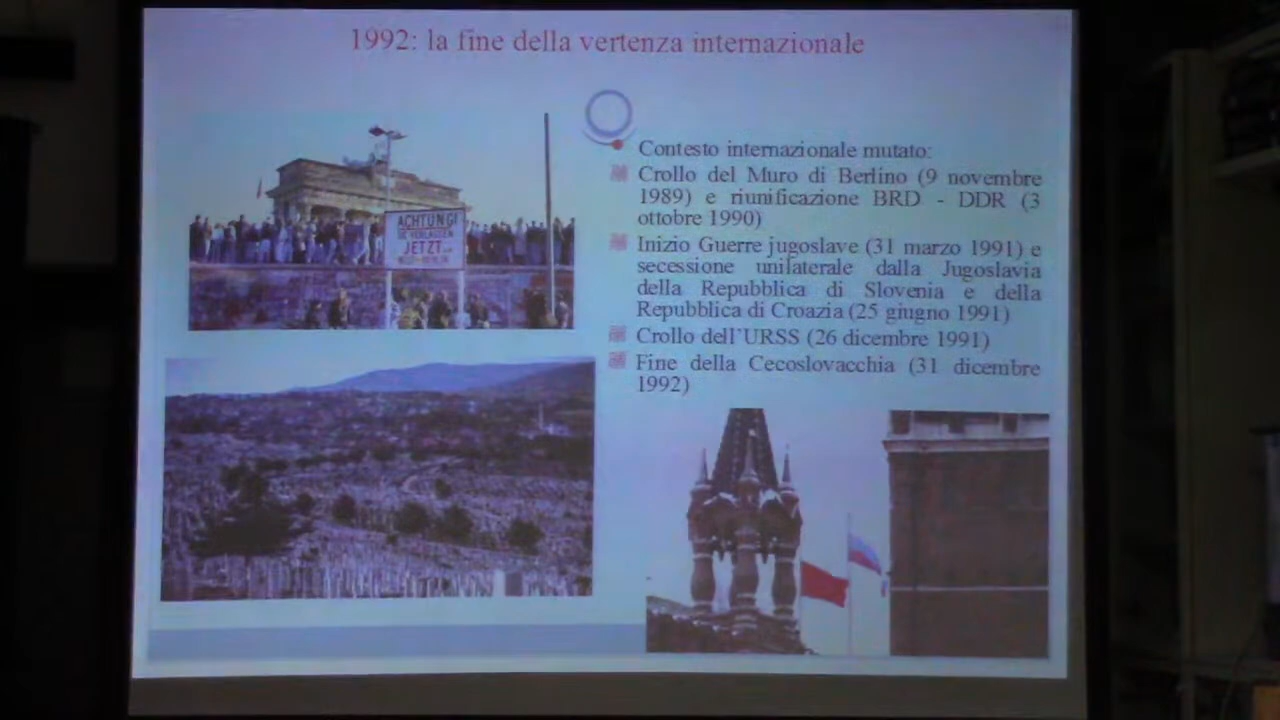 1992: la fine della vertenza internazionale
Contesto internazionale mutato:
Crollo del Muro di Berlino (9 novembre
1989) e riunificazione BRD - DDR (3
ottobre 1990)
Inizio Guerre jugoslave (31 marzo 1991) e
secessione unilaterale dalla Jugoslavia
della Repubblica di Slovenia e della
Repubblica di Croazia (25 giugno 1991)
Crollo dell'URSS (26 dicembre 1991)
Fine della Cecoslovacchia (31 dicembre
1992)
ACHTUNG!
VERLASSEN
JETZT